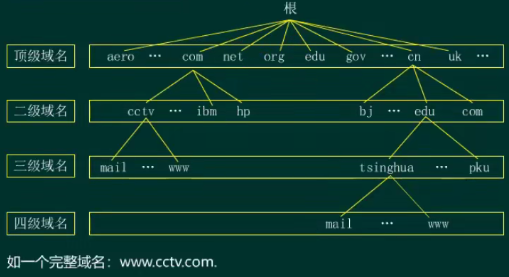 根
顶级域名 aero … com net org edu gov … cn … uk …
二级域名 cctv … ibm hp bj … edu com
三级域名 mail … www tsinghua … pku
四级域名 mail … www
如一个完整域名：www.cctv.com.